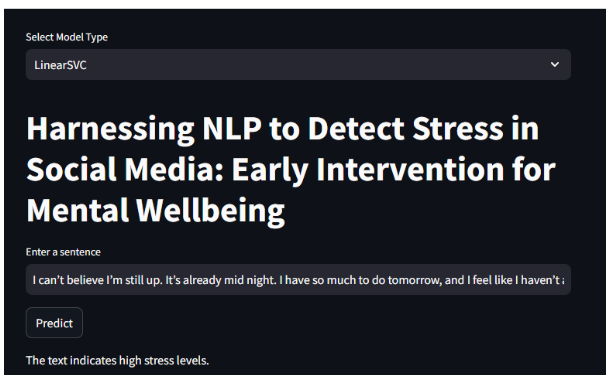 Select Model Type
LinearSVC
Harnessing NLP to Detect Stress in
Social Media: Early Intervention for
Mental Wellbeing
Enter a sentence
I can't believe I'm still up. It's already mid night. I have so much to do tomorrow, and I feel like I haven't
Predict
The text indicates high stress levels.